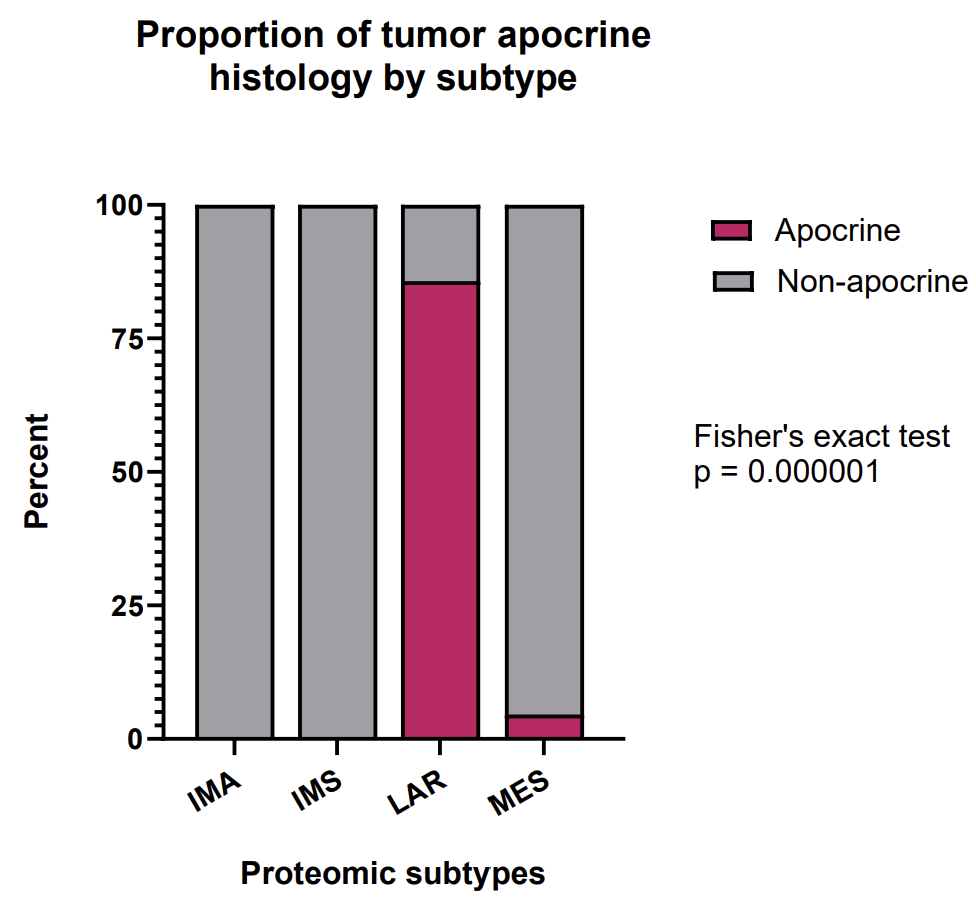 Proportion of tumor apocrine
histology by subtype
100
75
50
25
0
Percent
IMA
IMS
LAR
MES
Proteomic subtypes
Apocrine
Non-apocrine
Fisher's exact test
p = 0.000001